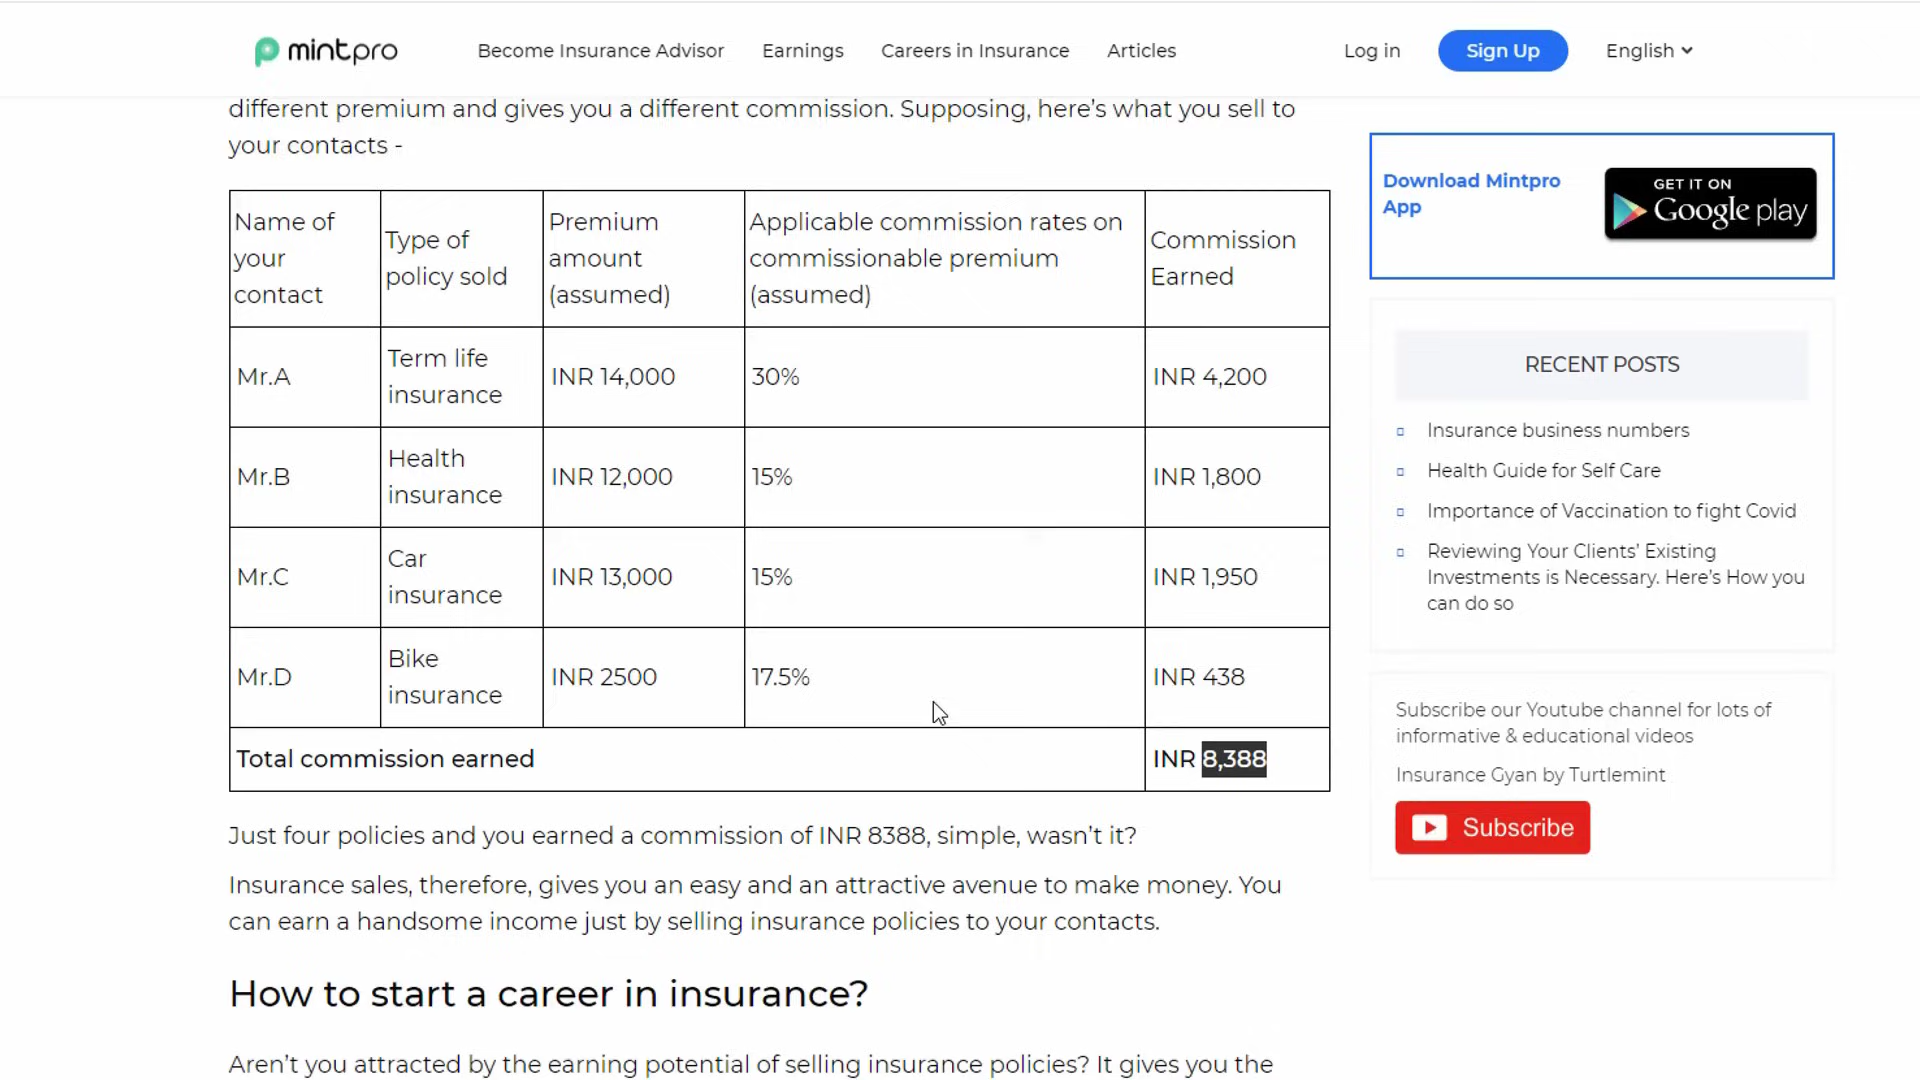 mintpro
Become Insurance Advisor
Earnings
Careers in Insurance
Articles
Log in
Sign Up
English
different premium and gives you a different commission. Supposing, here’s what you sell to
your contacts -
Name of
your
contact
Type of
policy sold
Premium
amount
(assumed)
Applicable commission rates on
commissionable premium
(assumed)
Commission
Earned
Mr.A
Term life
insurance
INR 14,000
30%
INR 4,200
Mr.B
Health
insurance
INR 12,000
15%
INR 1,800
Mr.C
Car
insurance
INR 13,000
15%
INR 1,950
Mr.D
Bike
insurance
INR 2500
17.5%
INR 438
Total commission earned
INR 8,388
Just four policies and you earned a commission of INR 8388, simple, wasn’t it?
Insurance sales, therefore, gives you an easy and an attractive avenue to make money. You
can earn a handsome income just by selling insurance policies to your contacts.
How to start a career in insurance?
Aren’t you attracted by the earning potential of selling insurance policies? It gives you the
Download Mintpro
App
GET IT ON
Google play
RECENT POSTS
Insurance business numbers
Health Guide for Self Care
Importance of Vaccination to fight Covid
Reviewing Your Clients’ Existing
Investments is Necessary. Here’s How you
can do so
Subscribe our Youtube channel for lots of
informative & educational videos
Insurance Gyan by Turtlemint
Subscribe